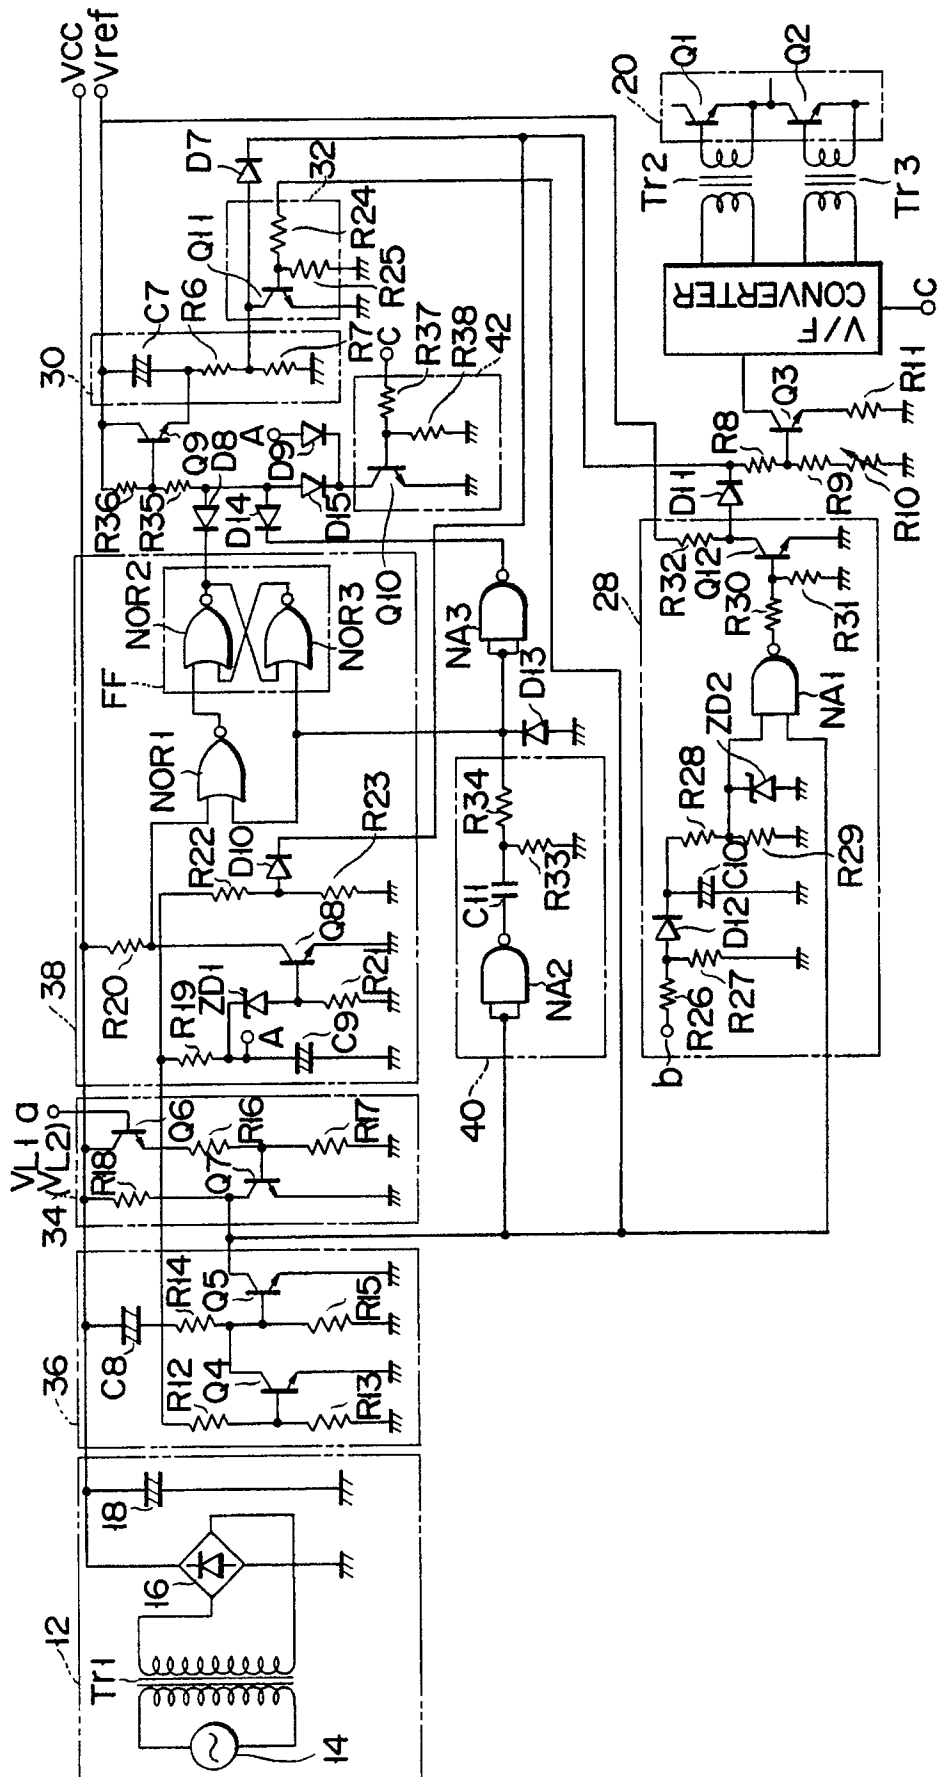 12
Tr1
14
16
18
36
C8
R12
R14
Q4
Q5
R13
R15
34
VL1
(VL2)
a
R18
Q6
R16
Q7
R17
38
R20
R19
ZD1
A
C9
Q8
R21
R22
D10
R23
NOR1
FF
NOR2
NOR3
40
NA2
C11
R33
R34
D13
NA3
R36
R35
Q9
D8
D14
A
D9
D15
Q10
30
C7
R6
R7
C
R37
R38
42
Q11
R24
R25
32
D7
VCC
Vref
b
R26
R27
D12
C10
R28
R29
ZD2
NA1
R30
R31
Q12
R32
28
D11
R8
R9
R10
Q3
R11
V/F
CONVERTER
C
Tr2
Tr3
20
Q1
Q2